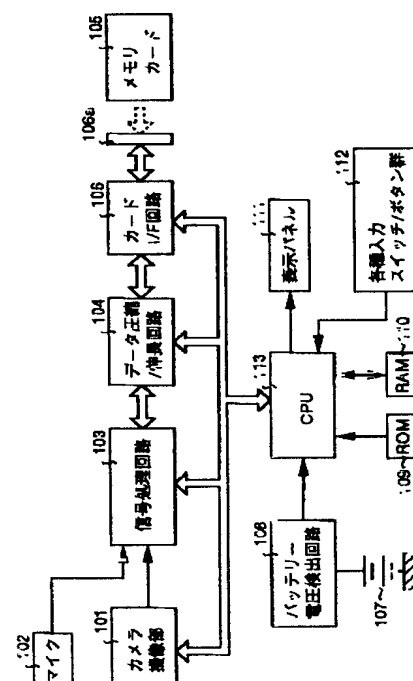 102
マイク
101
カメラ
撮像部
103
信号処理回路
104
データ圧縮
/伸長回路
106
カード
I/F回路
106a
105
メモリ
カード
113
CPU
111
表示パネル
112
各種入力
スイッチ/ボタン群
108
バッテリー
電圧検出回路
107
109
ROM
RAM
110